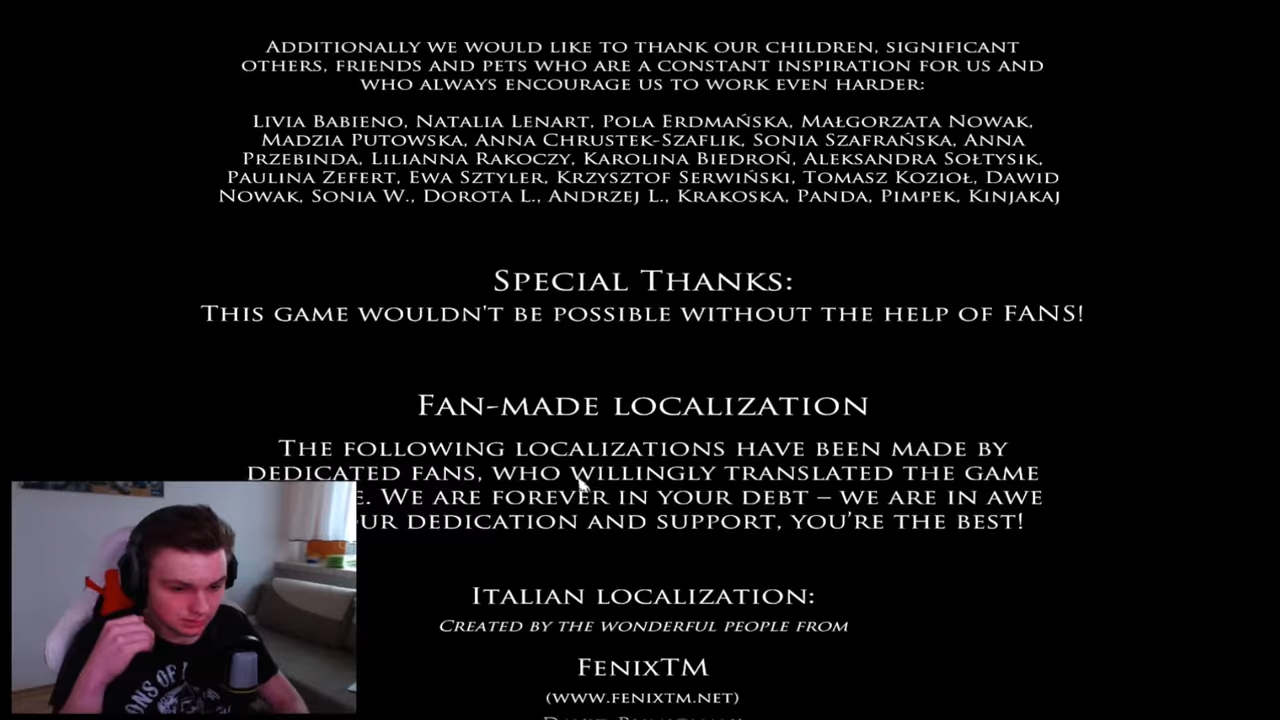 Additionally we would like to thank our children, significant
others, friends and pets who are a constant inspiration for us and
who always encourage us to work even harder:
Livia Babieno, Natalia Lenart, Pola Erdmańska, Małgorzata Nowak,
Madzia Putowska, Anna Chrustek-Szaflik, Sonia Szafrańska, Anna
Przebinda, Lilianna Rakoczy, Karolina Biedroń, Aleksandra Sołtysik,
Paulina Zefert, Ewa Sztyler, Krzysztof Serwiński, Tomasz Kozioł, Dawid
Nowak, Sonia W., Dorota L., Andrzej L., Krakoska, Panda, Pimpek, Kinjakaj
Special Thanks:
This game wouldn't be possible without the help of FANS!
Fan-made localization
The following localizations have been made by
dedicated fans, who willingly translated the game
We are forever in your debt – we are in awe
dedication and support, you're the best!
Italian localization:
Created by the wonderful people from
FenixTM
(www.fenixtm.net)